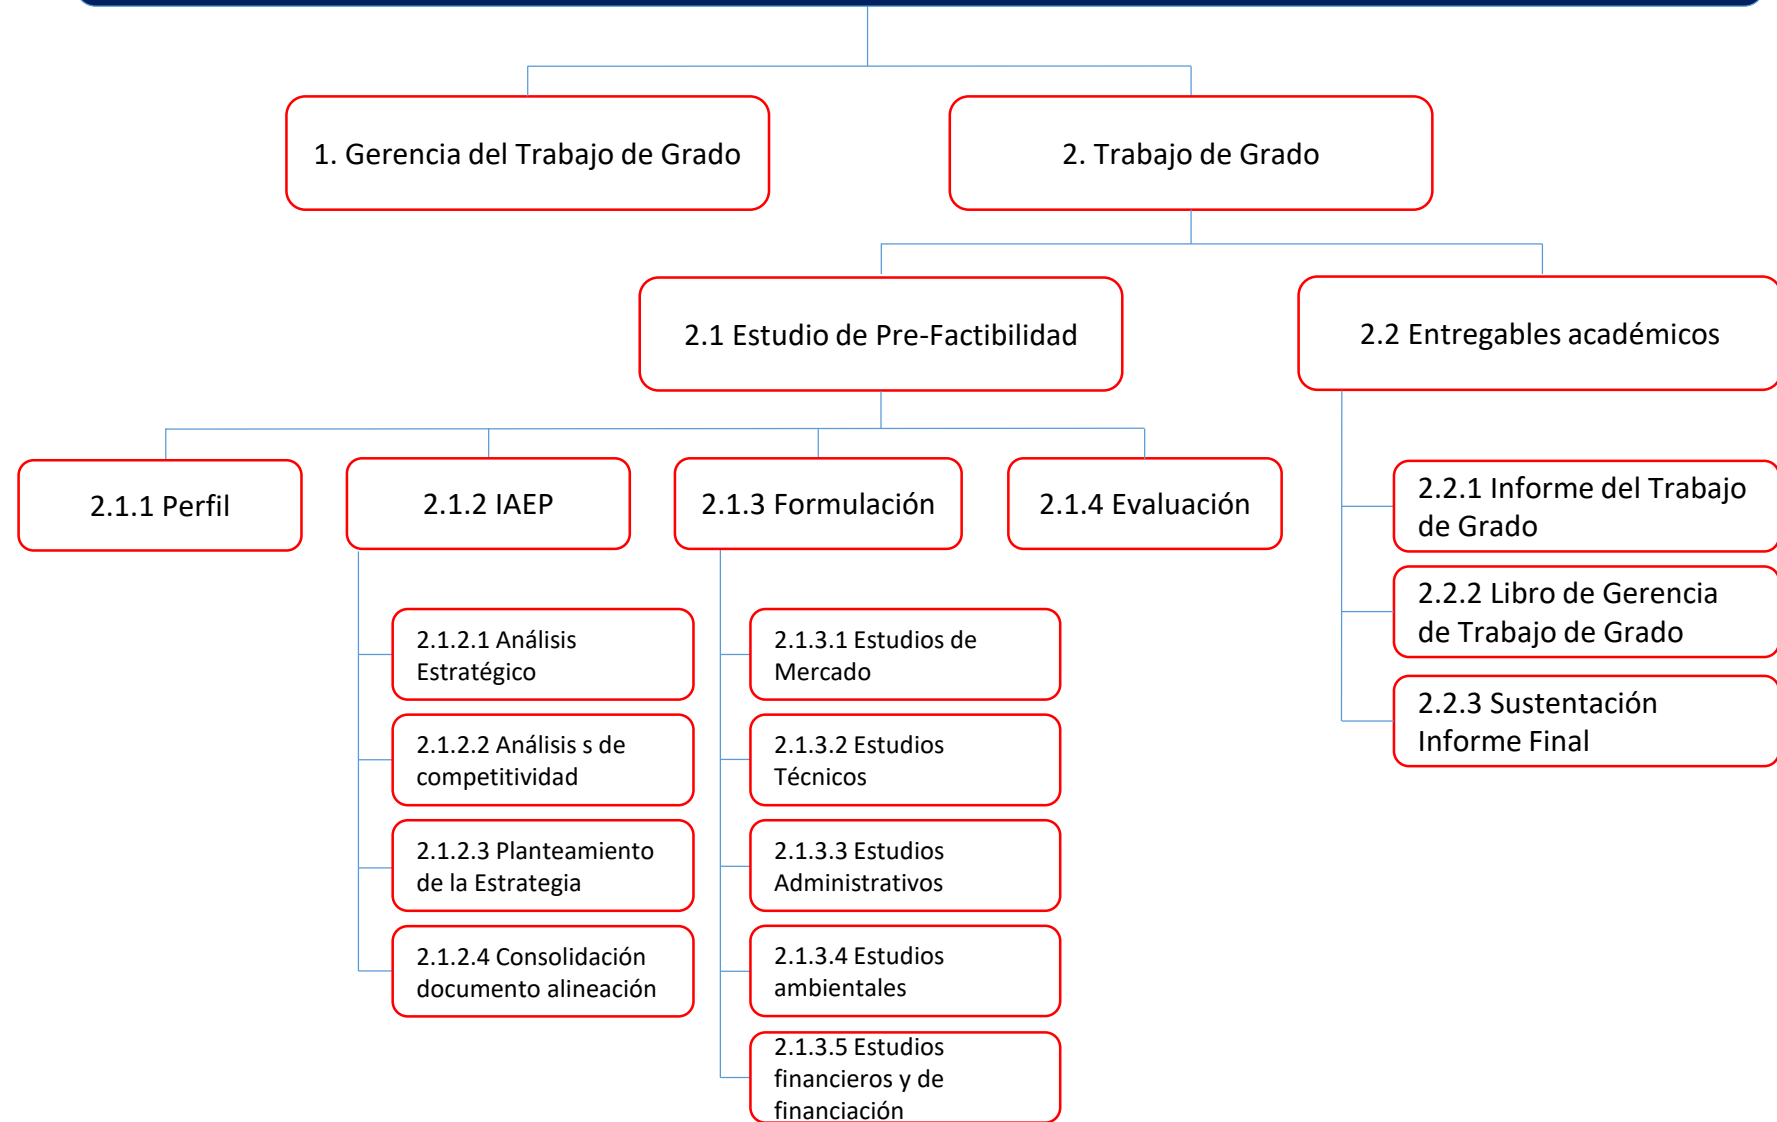 1. Gerencia del Trabajo de Grado
2. Trabajo de Grado
2.1 Estudio de Pre-Factibilidad
2.2 Entregables académicos
2.1.1 Perfil
2.1.2 IAEP
2.1.3 Formulación
2.1.4 Evaluación
2.2.1 Informe del Trabajo
de Grado
2.2.2 Libro de Gerencia
de Trabajo de Grado
2.2.3 Sustentación
Informe Final
2.1.2.1 Análisis
Estratégico
2.1.2.2 Análisis s de
competitividad
2.1.2.3 Planteamiento
de la Estrategia
2.1.2.4 Consolidación
documento alineación
2.1.3.1 Estudios de
Mercado
2.1.3.2 Estudios
Técnicos
2.1.3.3 Estudios
Administrativos
2.1.3.4 Estudios
ambientales
2.1.3.5 Estudios
financieros y de
financiación